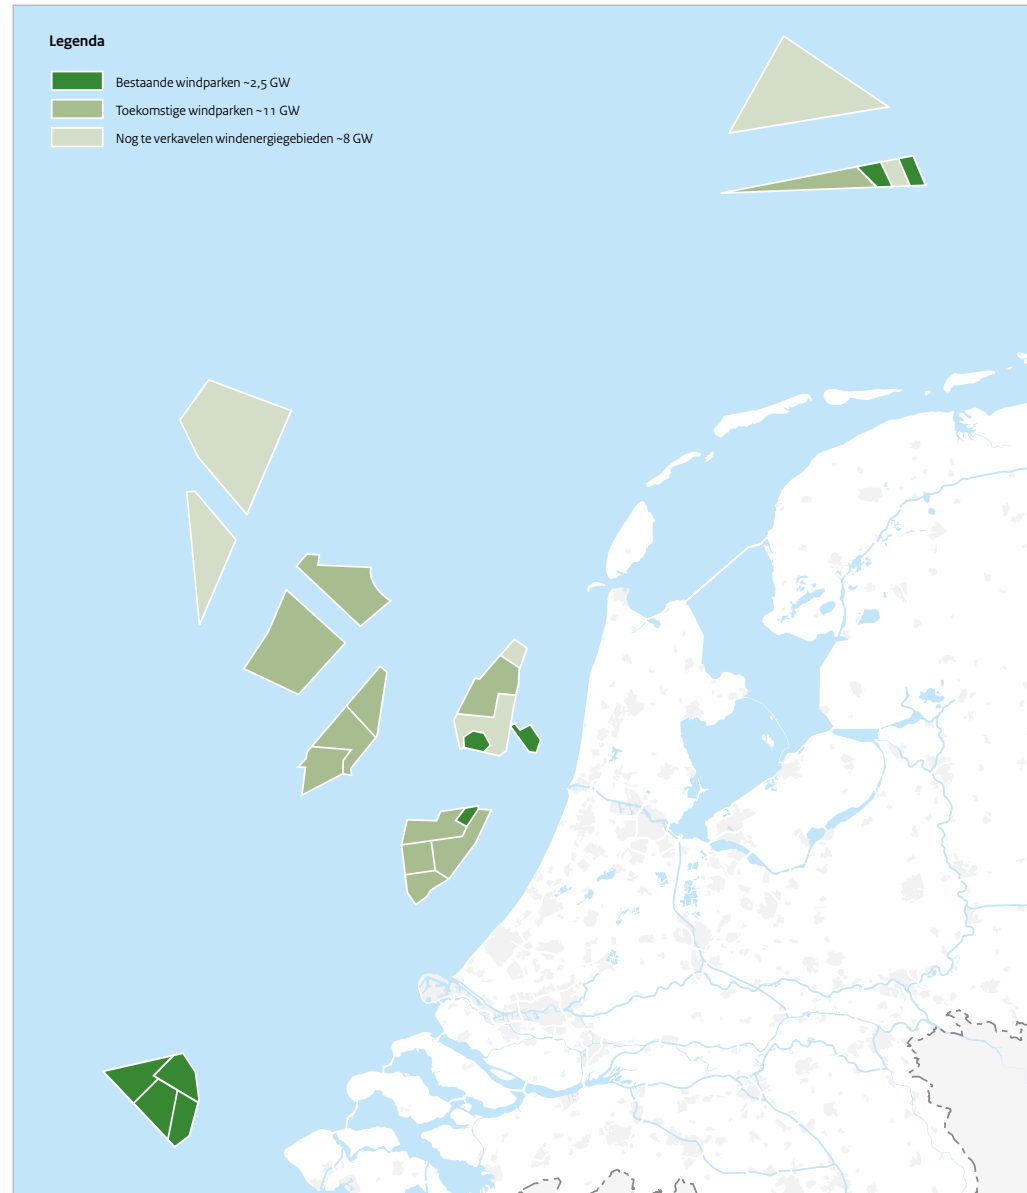 Legenda
Bestaande windparken ~2,5 GW
Toekomstige windparken ~11 GW
Nog te verkavelen windenergiegebieden ~8 GW